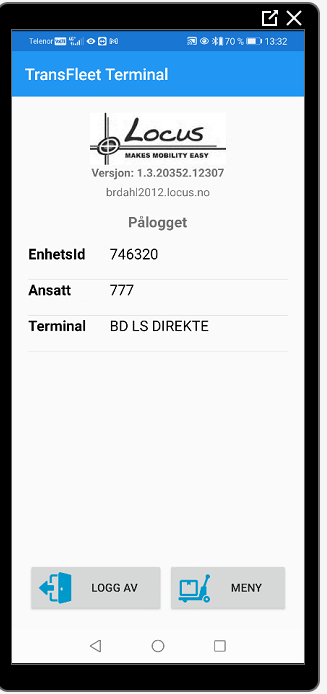 Telenor VoLTE 70 % 13:32
TransFleet Terminal
Locus
MAKES MOBILITY EASY
Versjon: 1.3.20352.12307
brdahl2012.locus.no
Pålogget
EnhetsId 746320
Ansatt 777
Terminal BD LS DIREKTE
LOGG AV MENY